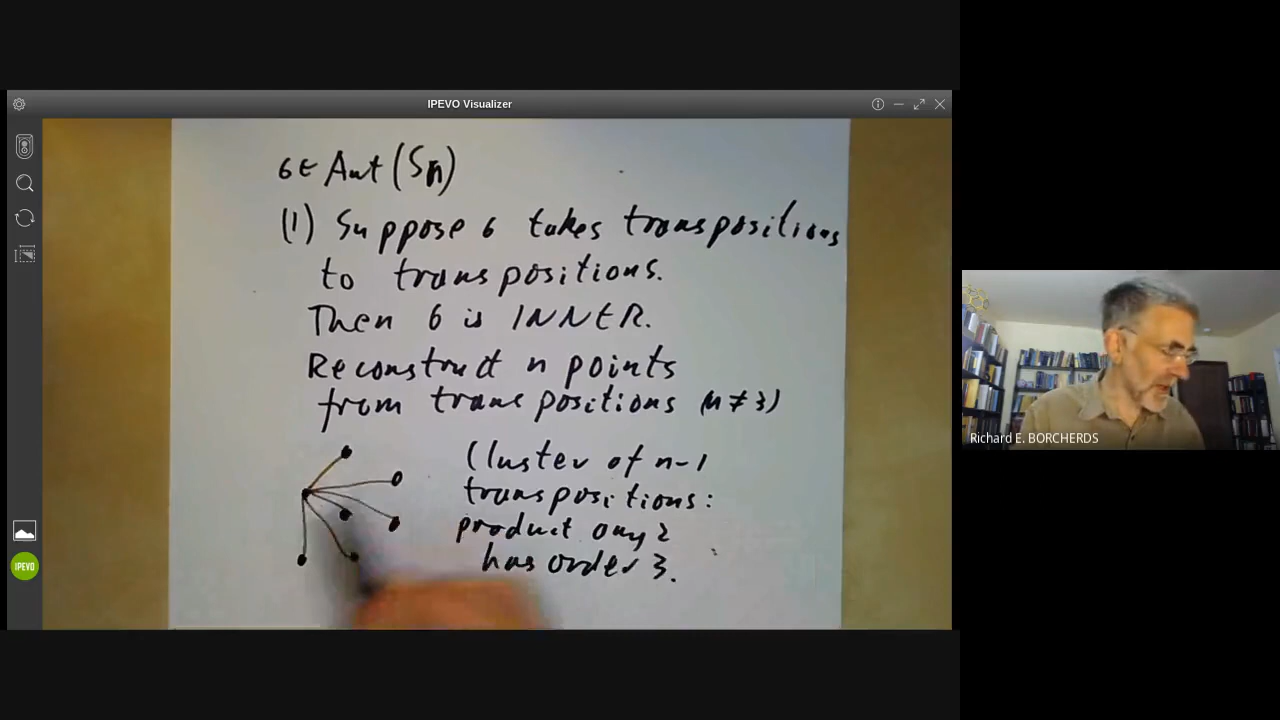 IPEVO Visualizer
σ ∈ Aut (Sn)
(1) Suppose σ takes transpositions
to transpositions.
Then σ is INNER.
Reconstruct n points
from transpositions (n ≠ 3)
Cluster of n-1
transpositions:
product any 2
has order 3.
Richard E. BORCHERDS
IPEVO